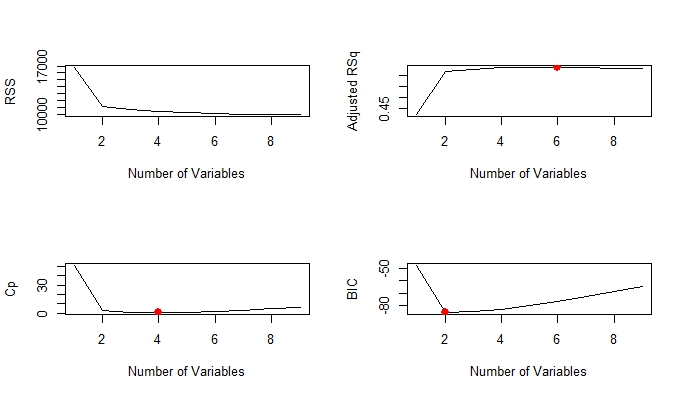 RSS
17000
10000
2 4 6 8
Number of Variables
Adjusted RSq
0.45
2 4 6 8
Number of Variables
Cp
30
0
2 4 6 8
Number of Variables
BIC
-50
-80
2 4 6 8
Number of Variables